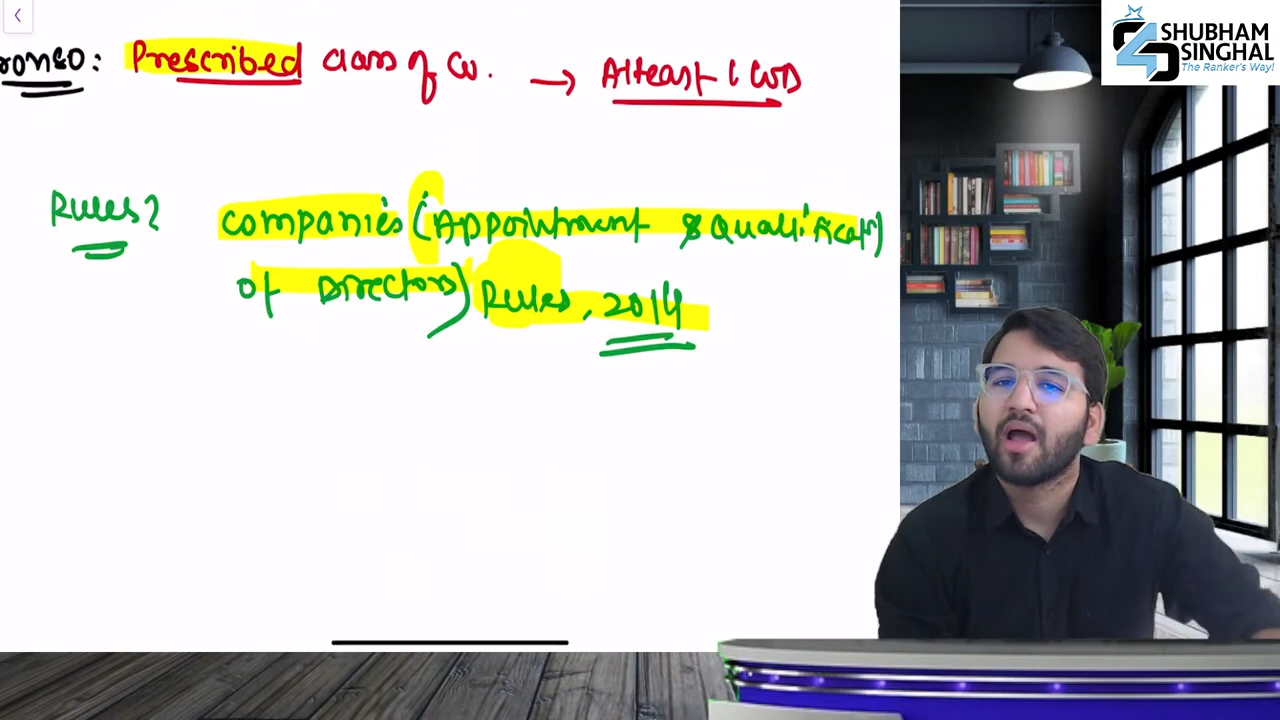 SHUBHAM
SINGHAL
The Ranker's Way!
Prescribed class of co. → Atleast 1 WD
Rules?
companies (Appointment & Qualificatn)
of Directors) Rules, 2014